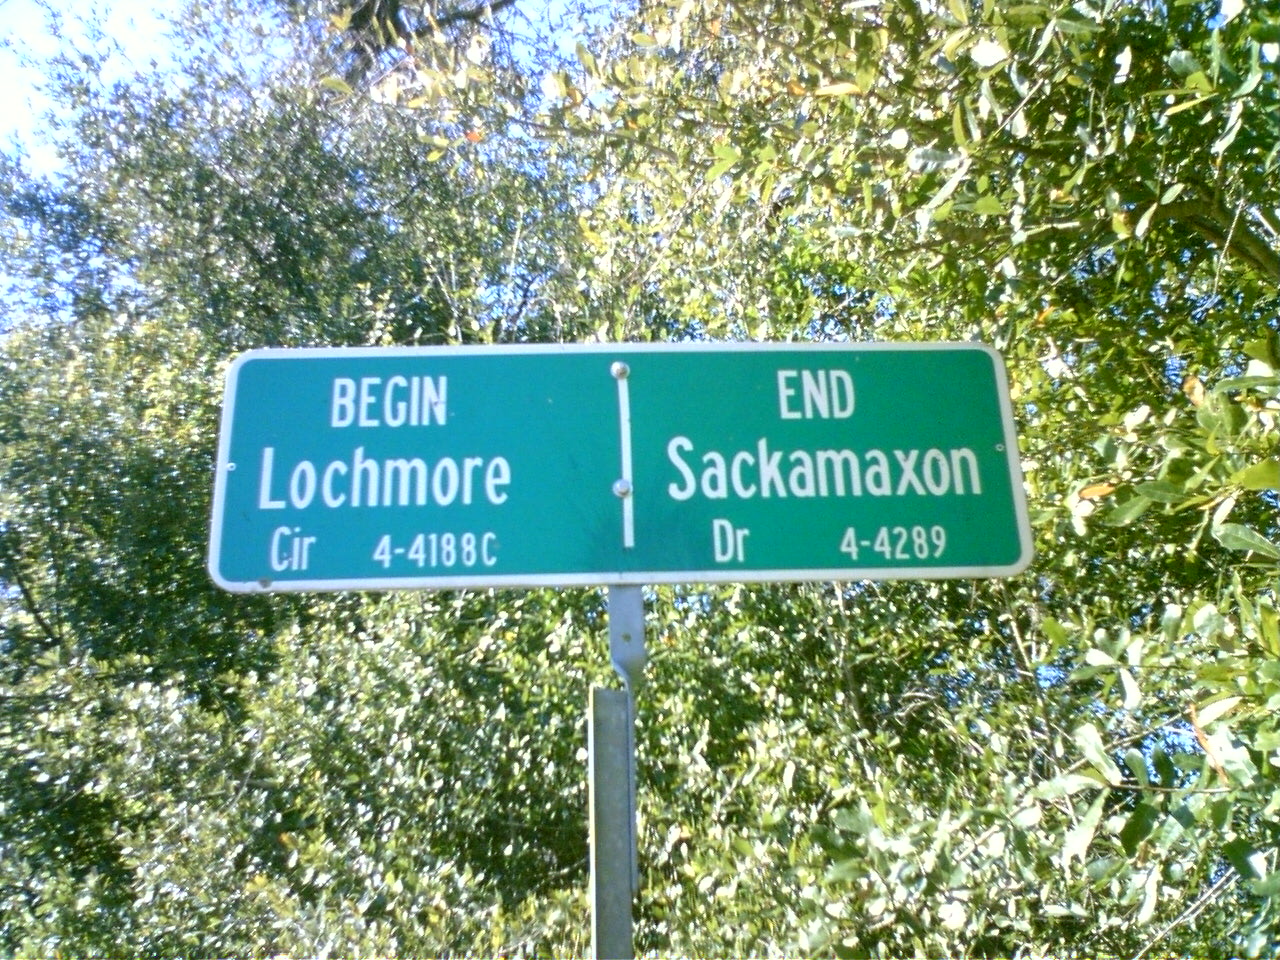 BEGIN
Lochmore
Cir 4-4188C
END
Sackamaxon
Dr 4-4289